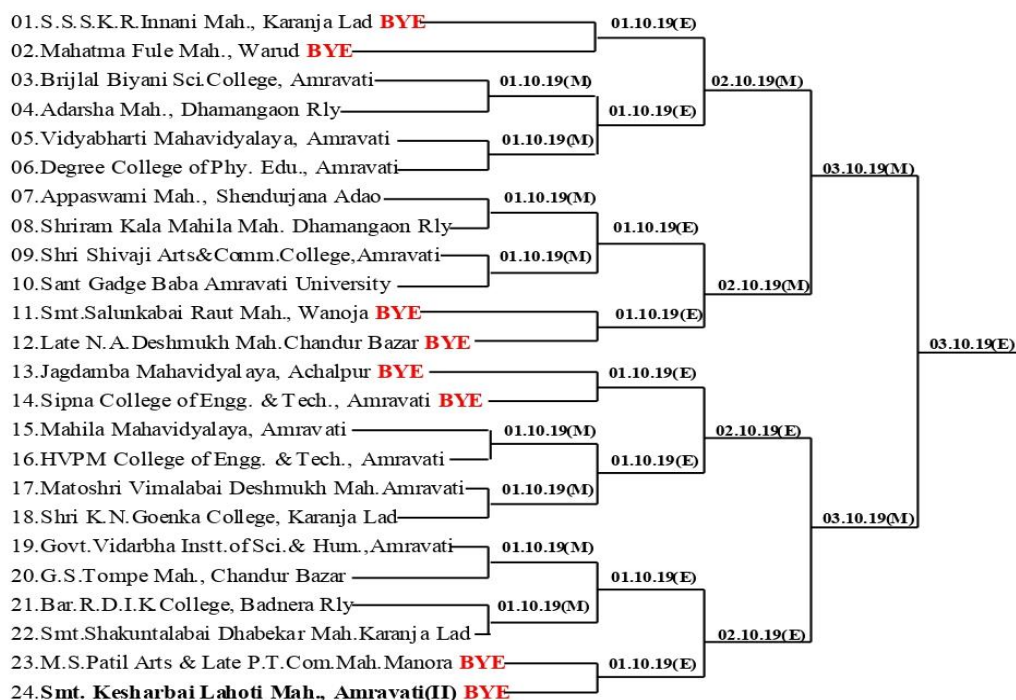 01.S.S.S.K.R.Innani Mah., Karanja Lad BYE
01.10.19(E)
02.Mahatma Fule Mah., Warud BYE
03.Brijlal Biyani Sci.College, Amravati
01.10.19(M)
02.10.19(M)
04.Adarsha Mah., Dhamangaon Rly
01.10.19(E)
05.Vidyabharti Mahavidyalaya, Amravati
01.10.19(M)
06.Degree College of Phy. Edu., Amravati
03.10.19(M)
07.Appaswami Mah., Shendurjana Adao
01.10.19(M)
08.Shriram Kala Mahila Mah. Dhamangaon Rly
01.10.19(E)
09.Shri Shivaji Arts&Comm.College,Amravati
01.10.19(M)
10.Sant Gadge Baba Amravati University
02.10.19(M)
11.Smt.Salunkabai Raut Mah., Wanoja BYE
01.10.19(E)
12.Late N.A.Deshmukh Mah.Chandur Bazar BYE
03.10.19(E)
13.Jagdamba Mahavidyalaya, Achalpur BYE
01.10.19(E)
14.Sipna College of Engg. & Tech., Amravati BYE
15.Mahila Mahavidyalaya, Amravati
01.10.19(M)
02.10.19(E)
16.HVPM College of Engg. & Tech., Amravati
01.10.19(E)
17.Matoshri Vimalabai Deshmukh Mah.Amravati
01.10.19(M)
18.Shri K.N.Goenka College, Karanja Lad
03.10.19(M)
19.Govt.Vidarbha Instt.of Sci.& Hum.,Amravati
01.10.19(M)
20.G.S.Tompe Mah., Chandur Bazar
01.10.19(E)
21.Bar.R.D.I.K College, Badnera Rly
01.10.19(M)
22.Smt.Shakuntalabai Dhabekar Mah.Karanja Lad
02.10.19(E)
23.M.S.Patil Arts & Late P.T.Com.Mah.Manora BYE
01.10.19(E)
24.Smt. Kesharbai Lahoti Mah., Amravati(II) BYE